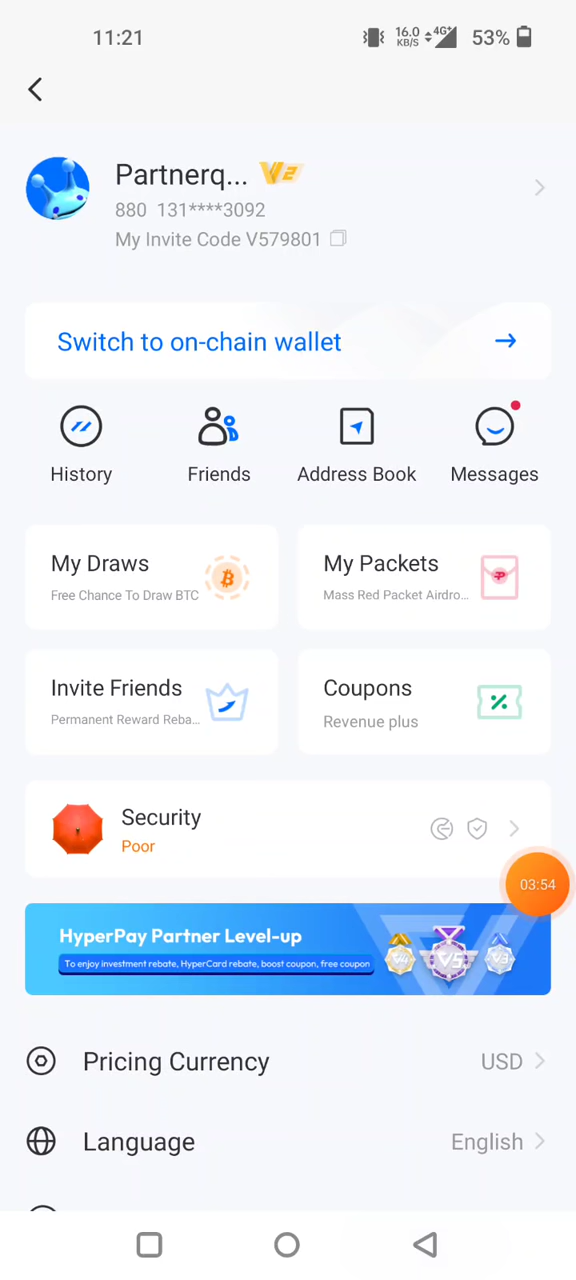 11:21
16.0 KB/S 4G+ 53%
Partnerq... V2
880 131****3092
My Invite Code V579801
Switch to on-chain wallet
History Friends Address Book Messages
My Draws
Free Chance To Draw BTC
My Packets
Mass Red Packet Airdro...
Invite Friends
Permanent Reward Reba...
Coupons
Revenue plus
Security
Poor
03:54
HyperPay Partner Level-up
To enjoy investment rebate, HyperCard rebate, boost coupon, free coupon
V4 V5 V3
Pricing Currency USD
Language English